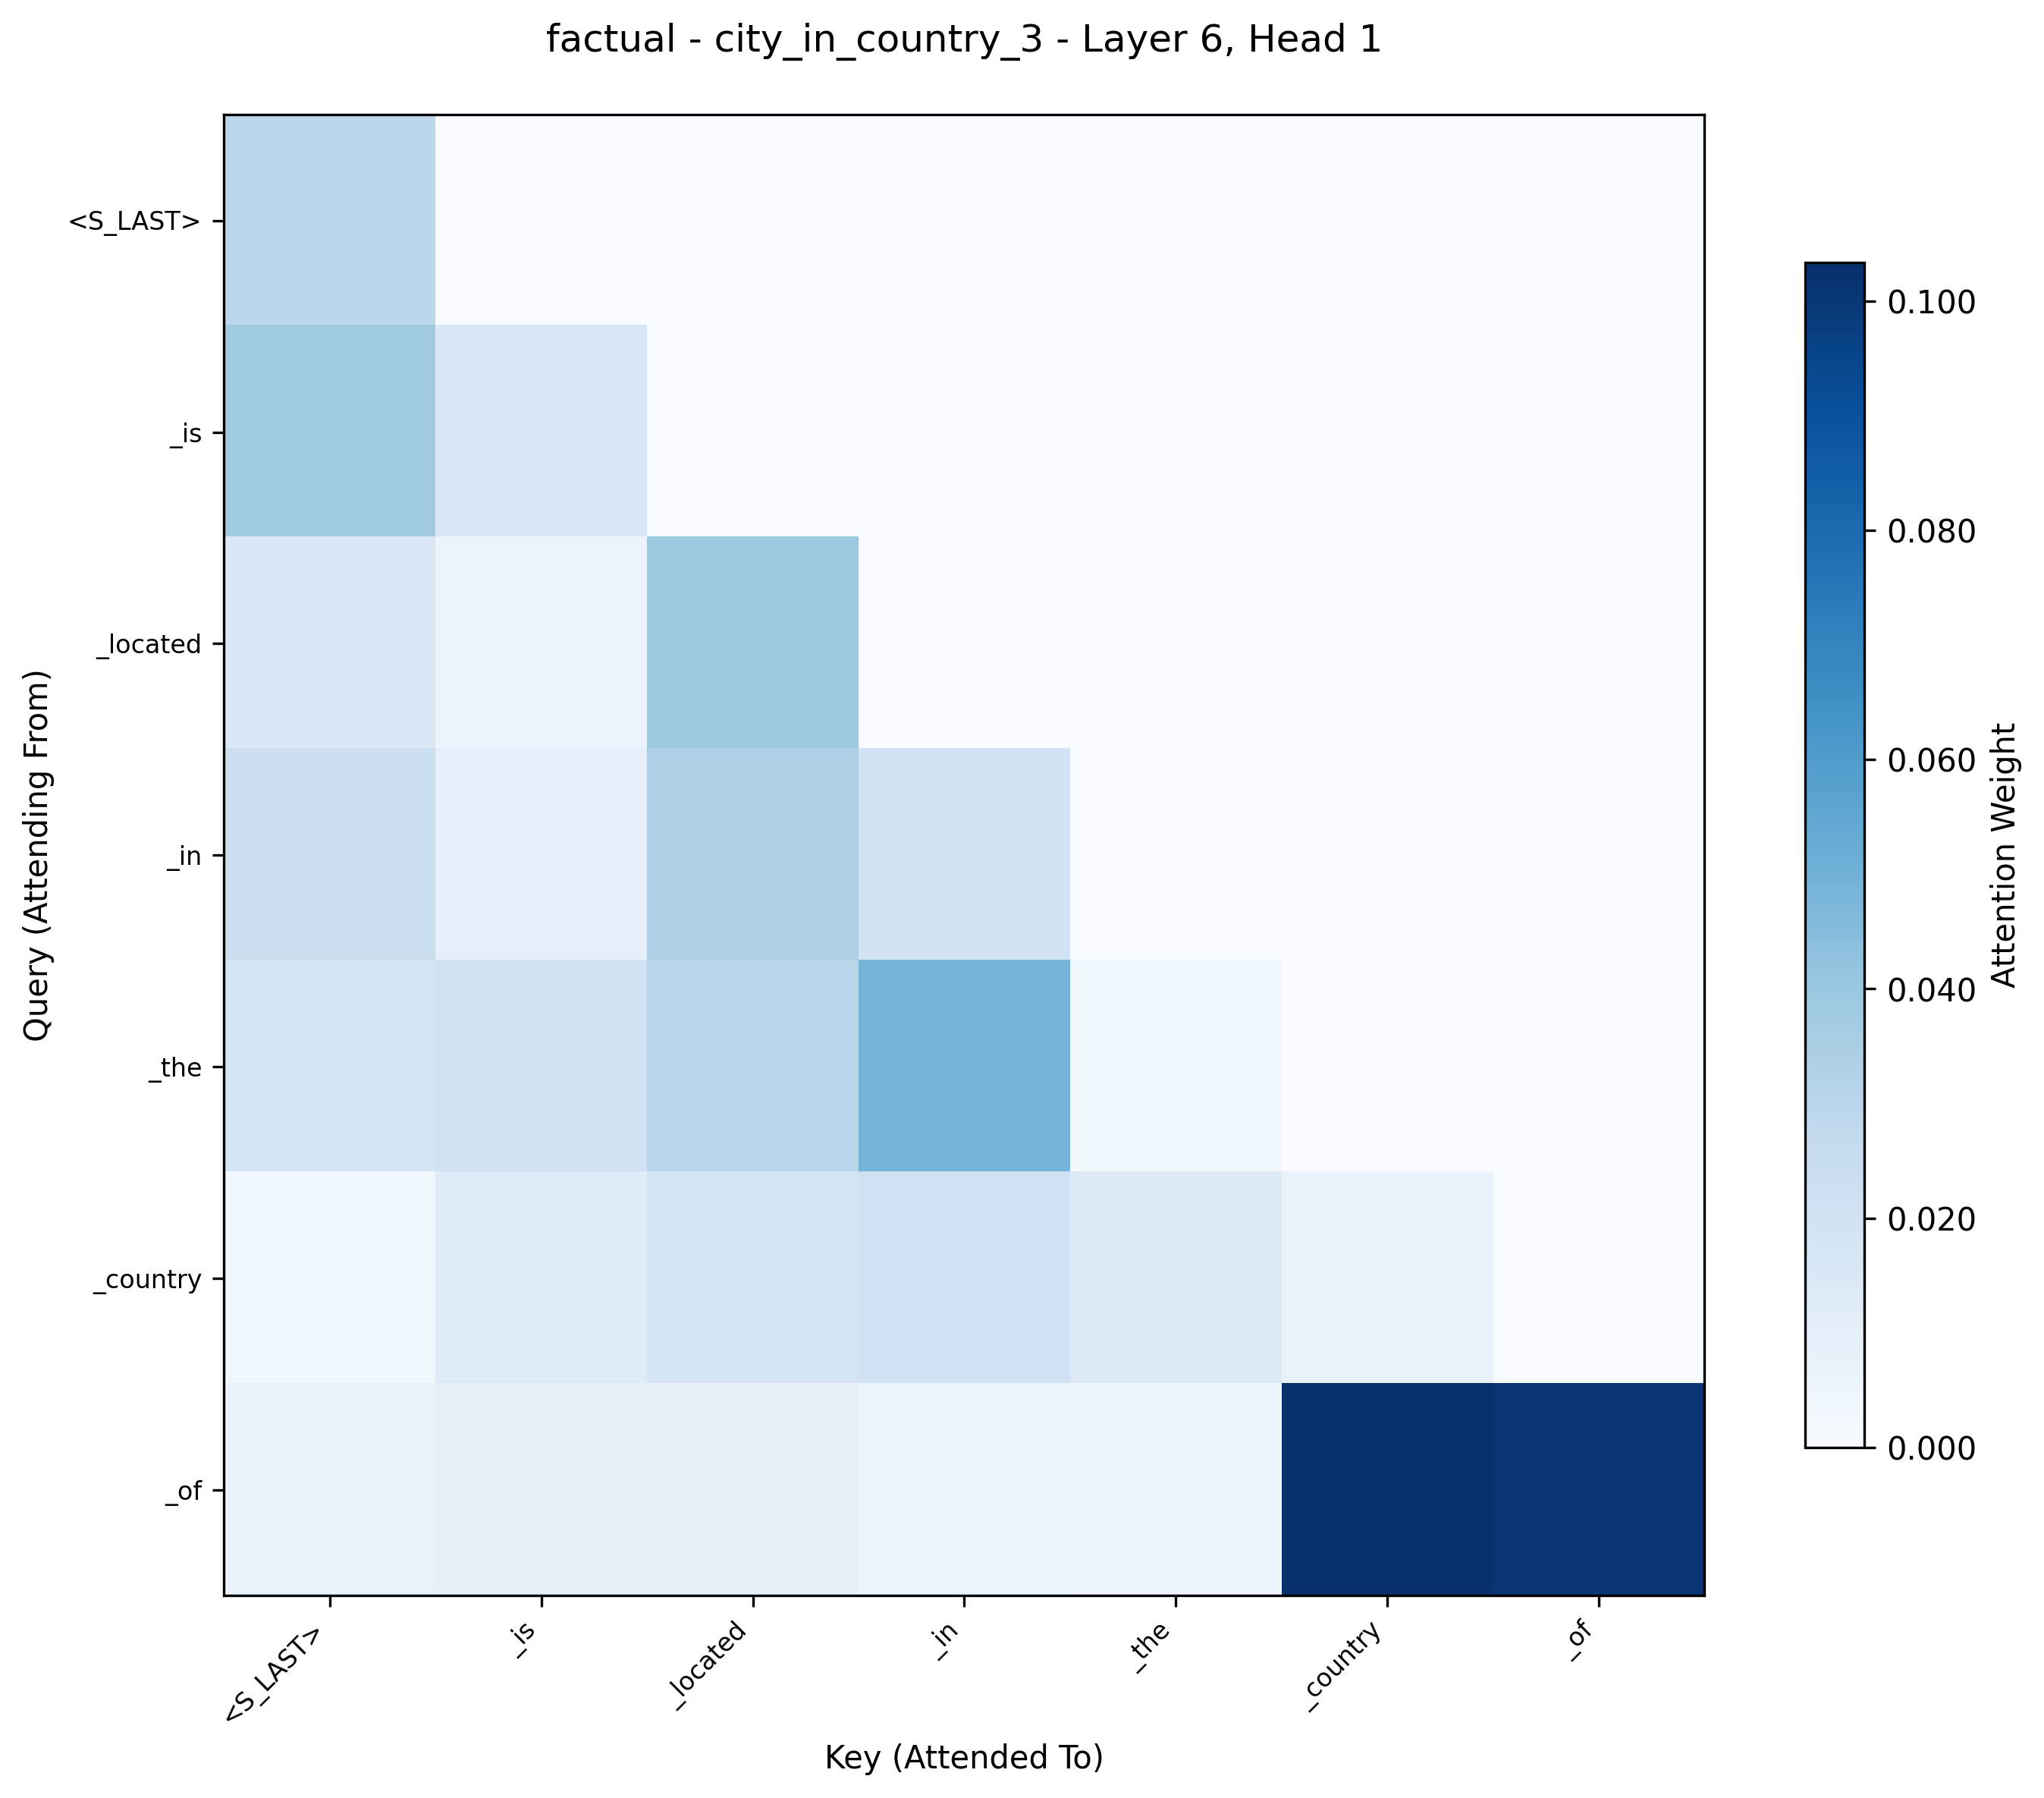 factual - city_in_country_3 - Layer 6, Head 1
Query (Attending From)
<S_LAST>
_is
_located
_in
_the
_country
_of
<S_LAST>
_is
_located
_in
_the
_country
_of
Key (Attended To)
0.100
0.080
0.060
0.040
0.020
0.000
Attention Weight